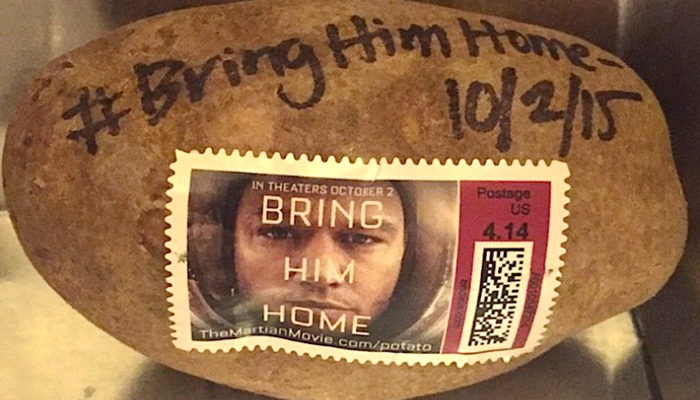 #BringHimHome-
10/2/15
IN THEATERS OCTOBER 2
BRING
HIM
HOME
TheMartianMovie.com/potato
Postage
US
4.14